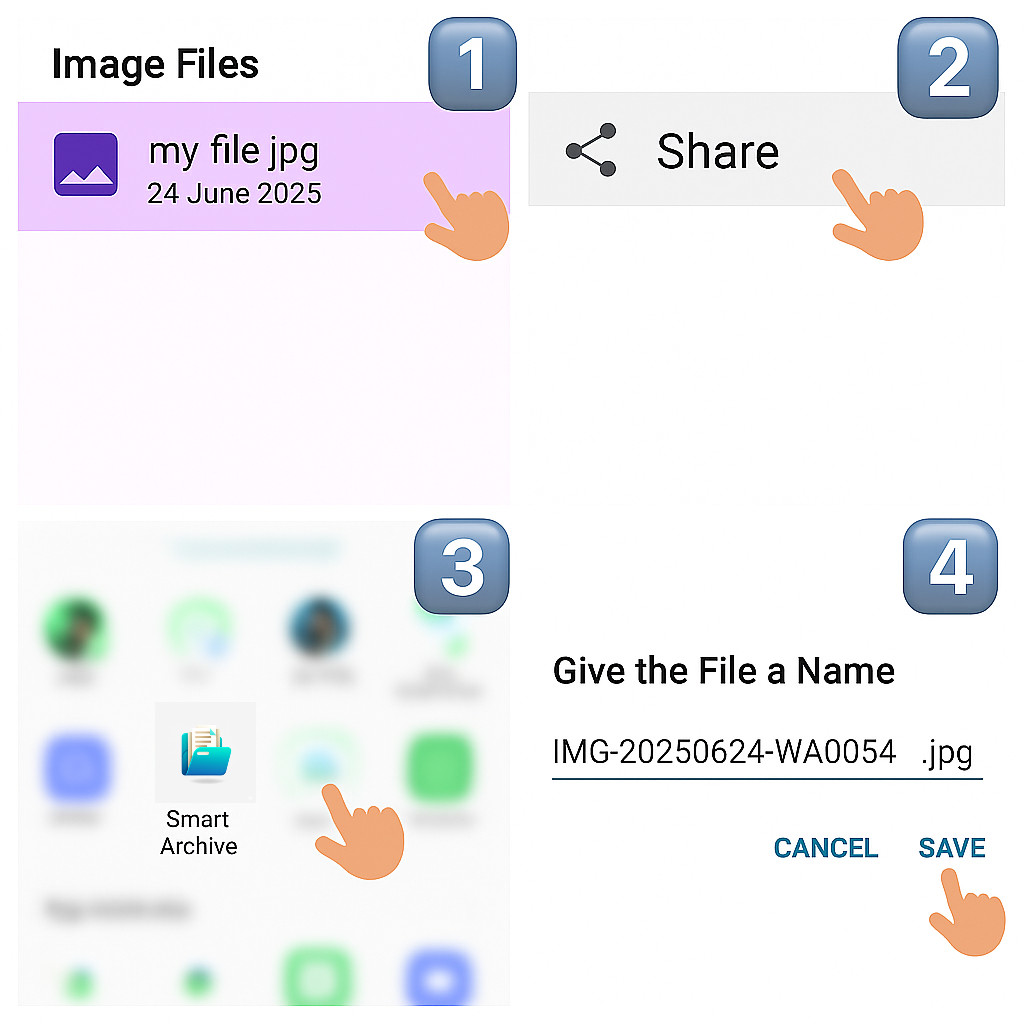 1
Image Files
my file jpg
24 June 2025
2
Share
3
Smart
Archive
4
Give the File a Name
IMG-20250624-WA0054 .jpg
CANCEL SAVE